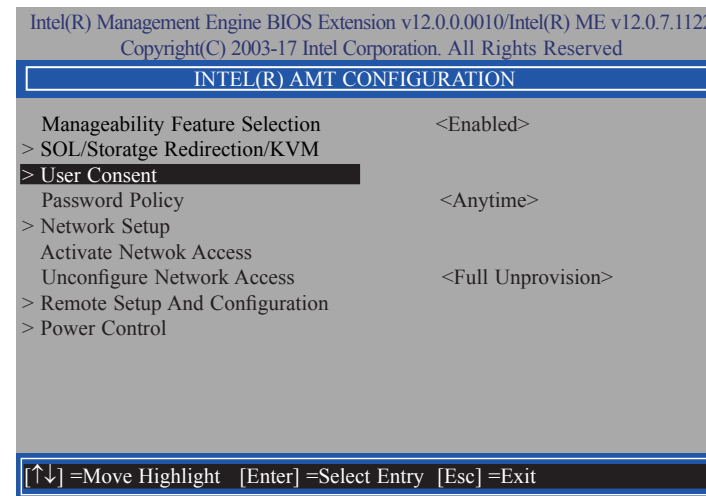 Intel(R) Management Engine BIOS Extension v12.0.0.0010/Intel(R) ME v12.0.7.1122
Copyright(C) 2003-17 Intel Corporation. All Rights Reserved
INTEL(R) AMT CONFIGURATION
Manageability Feature Selection <Enabled>
> SOL/Storatge Redirection/KVM
> User Consent
Password Policy <Anytime>
> Network Setup
Activate Netwok Access
Unconfigure Network Access <Full Unprovision>
> Remote Setup And Configuration
> Power Control
[↑↓] =Move Highlight [Enter] =Select Entry [Esc] =Exit